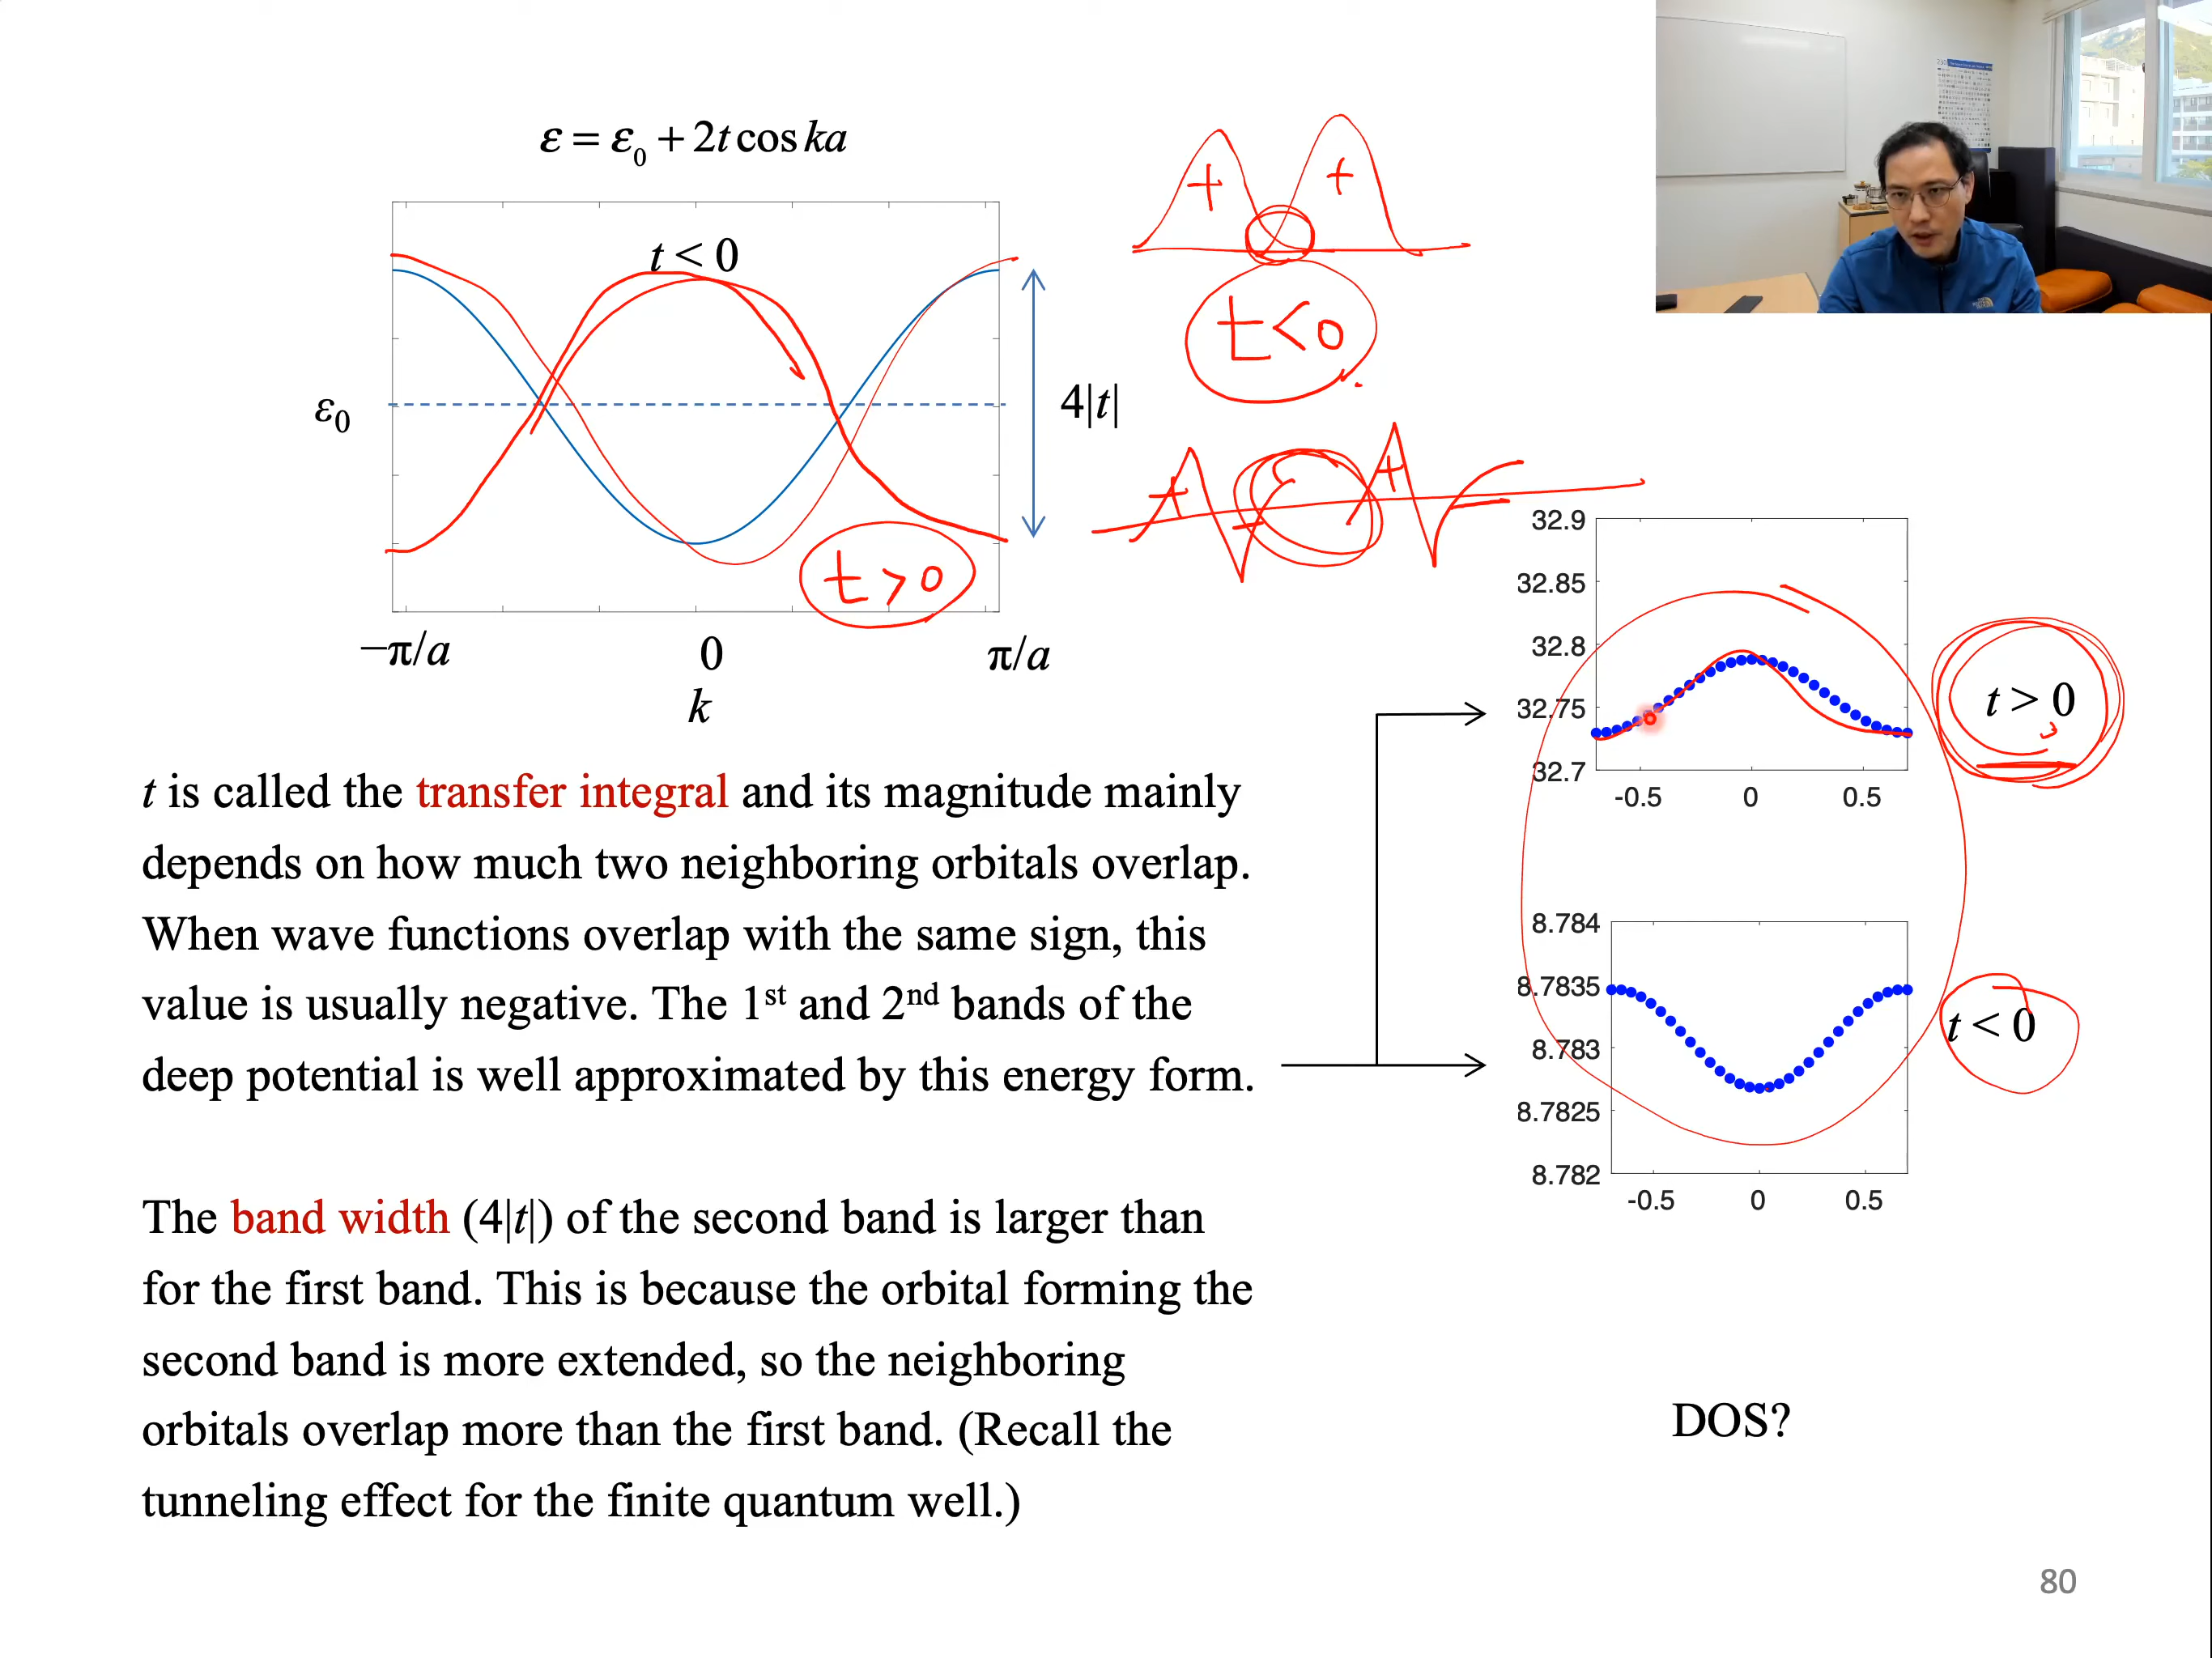 ε = ε0 + 2t cos ka
t < 0
ε0
4|t|
−π/a
0
π/a
k
t > 0
+
+
t < 0
+
−
+
t is called the transfer integral and its magnitude mainly
depends on how much two neighboring orbitals overlap.
When wave functions overlap with the same sign, this
value is usually negative. The 1st and 2nd bands of the
deep potential is well approximated by this energy form.
The band width (4|t|) of the second band is larger than
for the first band. This is because the orbital forming the
second band is more extended, so the neighboring
orbitals overlap more than the first band. (Recall the
tunneling effect for the finite quantum well.)
32.9
32.85
32.8
32.75
32.7
-0.5
0
0.5
t > 0
8.784
8.7835
8.783
8.7825
8.782
-0.5
0
0.5
t < 0
DOS?
80